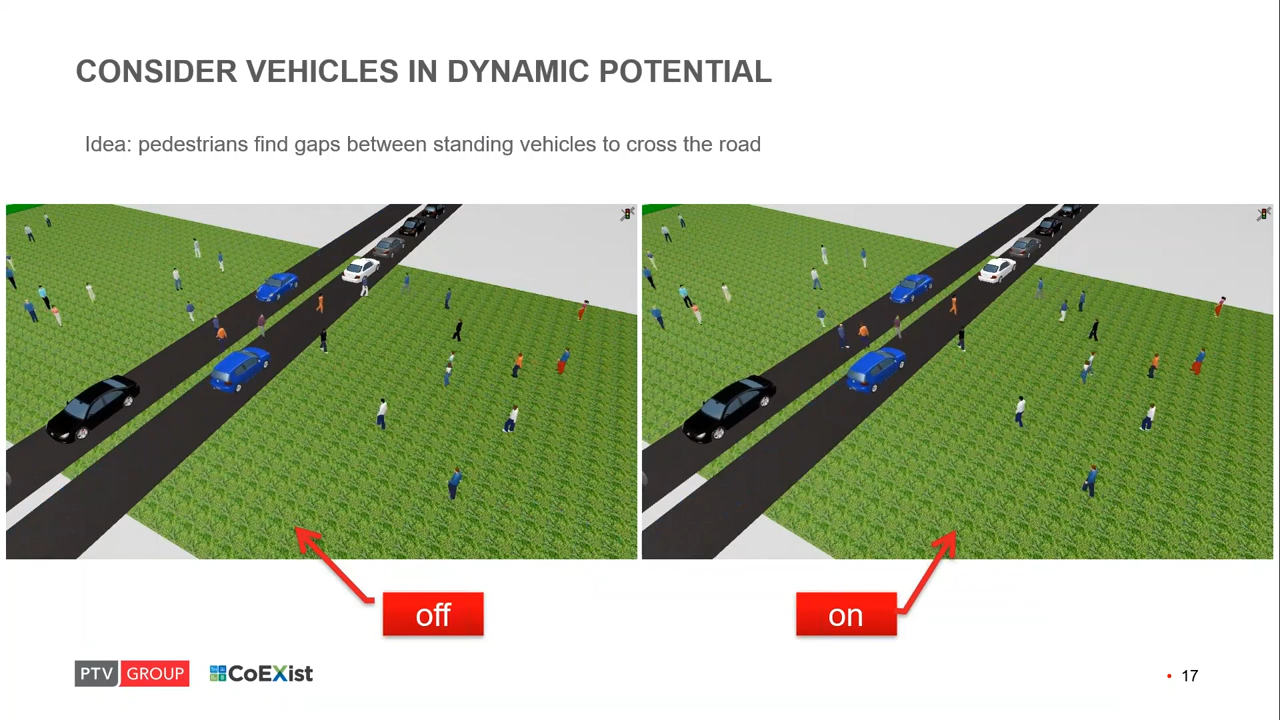 CONSIDER VEHICLES IN DYNAMIC POTENTIAL
Idea: pedestrians find gaps between standing vehicles to cross the road
off
on
PTV GROUP
CoEXist
• 17